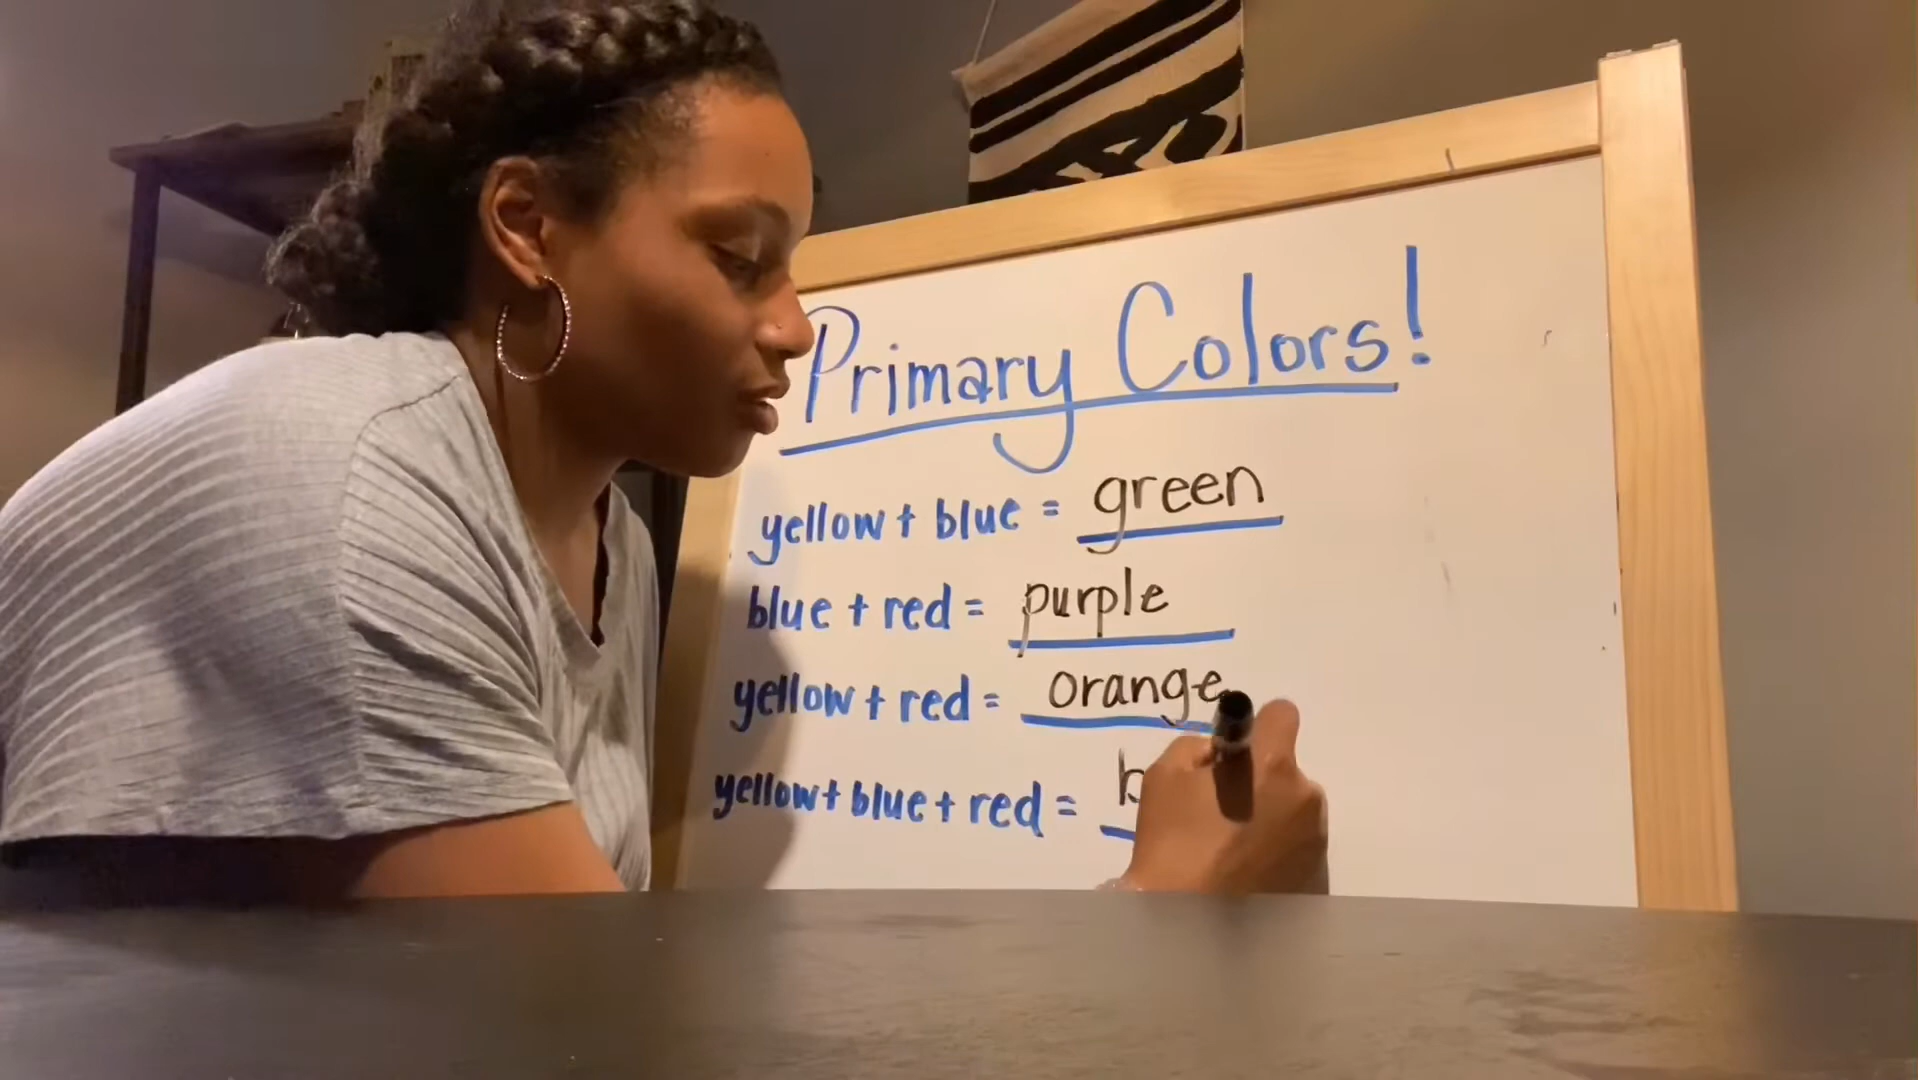 Primary Colors!
yellow + blue = green
blue + red = purple
yellow + red = orange
yellow + blue + red = b